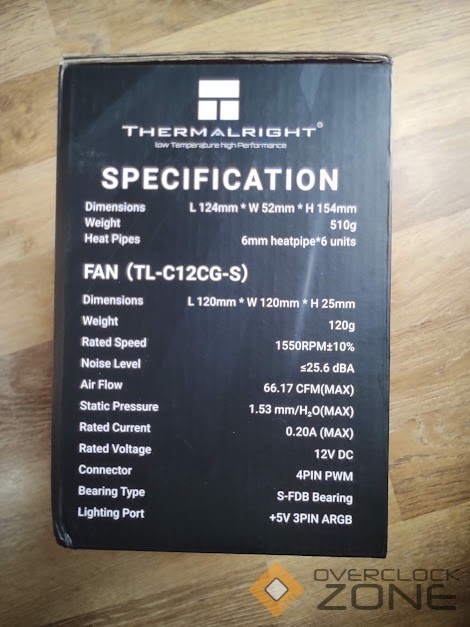 THERMALRIGHT®
low Temperature high Performance
SPECIFICATION
Dimensions L 124mm * W 52mm * H 154mm
Weight 510g
Heat Pipes 6mm heatpipe*6 units
FAN (TL-C12CG-S)
Dimensions L 120mm * W 120mm * H 25mm
Weight 120g
Rated Speed 1550RPM±10%
Noise Level ≤25.6 dBA
Air Flow 66.17 CFM(MAX)
Static Pressure 1.53 mm/H₂O(MAX)
Rated Current 0.20A (MAX)
Rated Voltage 12V DC
Connector 4PIN PWM
Bearing Type S-FDB Bearing
Lighting Port +5V 3PIN ARGB
OVERCLOCK
ZONE